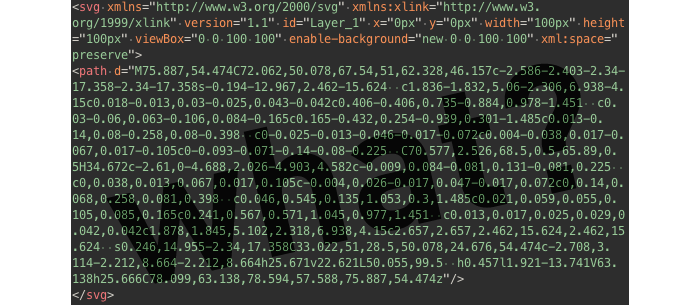 <svg xmlns="http://www.w3.org/2000/svg" xmlns:xlink="http://www.w3.
org/1999/xlink" version="1.1" id="Layer_1" x="0px" y="0px" width="100px" height
="100px" viewBox="0 0 100 100" enable-background="new 0 0 100 100" xml:space="
preserve">
<path d="M75.887,54.474C72.062,50.078,67.54,51,62.328,46.157c-2.586-2.403-2.34-
17.358-2.34-17.358s-0.194-12.967,2.462-15.624  c1.836-1.832,5.06-2.306,6.938-4.
15c0.018-0.013,0.03-0.025,0.043-0.042c0.406-0.406,0.735-0.884,0.978-1.451  c0.
03-0.06,0.063-0.106,0.084-0.165c0.165-0.432,0.254-0.939,0.301-1.485c0.013-0.
14,0.08-0.258,0.08-0.398  c0-0.025-0.013-0.046-0.017-0.072c0.004-0.038,0.017-0.
067,0.017-0.105c0-0.093-0.071-0.14-0.08-0.225  C70.577,2.526,68.5,0.5,65.89,0.
5H34.672c-2.61,0-4.688,2.026-4.903,4.582c-0.009,0.084-0.081,0.131-0.081,0.225
c0,0.038,0.013,0.067,0.017,0.105c-0.004,0.026-0.017,0.047-0.017,0.072c0,0.14,0.
068,0.258,0.081,0.398  c0.046,0.545,0.135,1.053,0.3,1.485c0.021,0.059,0.055,0.
105,0.085,0.165c0.241,0.567,0.571,1.045,0.977,1.451  c0.013,0.017,0.025,0.029,0
.042,0.042c1.878,1.845,5.102,2.318,6.938,4.15c2.657,2.657,2.462,15.624,2.462,15
.624  s0.246,14.955-2.34,17.358C33.022,51,28.5,50.078,24.676,54.474c-2.708,3.
114-2.212,8.664-2.212,8.664h25.671v22.621L50.055,99.5  h0.457l1.921-13.741V63.
138h25.666C78.099,63.138,78.594,57.588,75.887,54.474z"/>
</svg>
what?